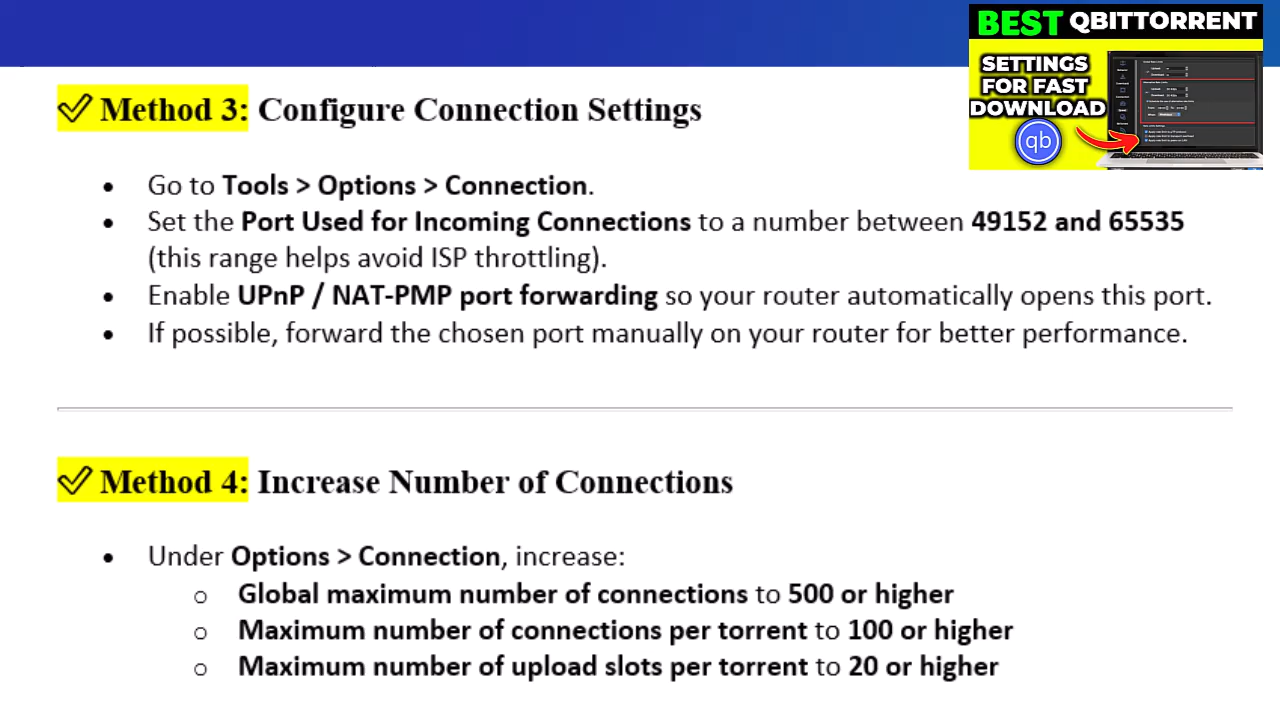 BEST QBITTORRENT
SETTINGS
FOR FAST
DOWNLOAD
qb
✓ Method 3: Configure Connection Settings
• Go to Tools > Options > Connection.
• Set the Port Used for Incoming Connections to a number between 49152 and 65535
(this range helps avoid ISP throttling).
• Enable UPnP / NAT-PMP port forwarding so your router automatically opens this port.
• If possible, forward the chosen port manually on your router for better performance.
✓ Method 4: Increase Number of Connections
• Under Options > Connection, increase:
o Global maximum number of connections to 500 or higher
o Maximum number of connections per torrent to 100 or higher
o Maximum number of upload slots per torrent to 20 or higher